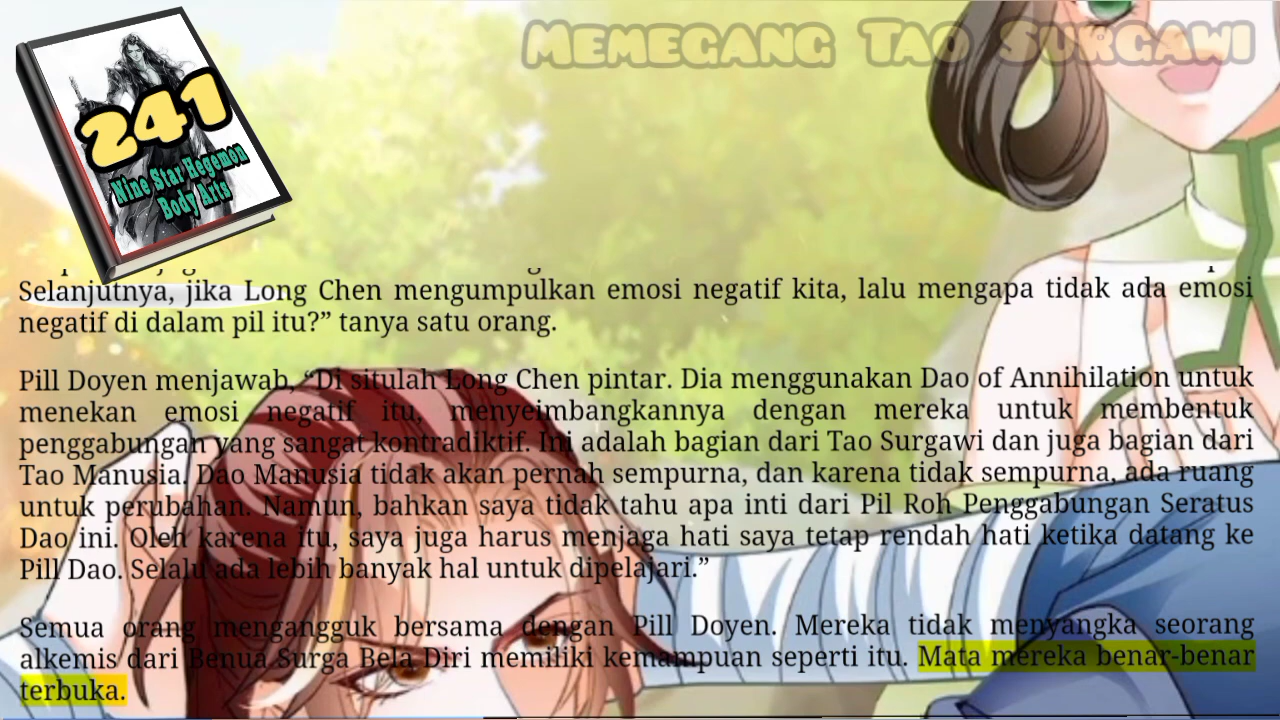 Memegang Tao Surgawi
241
Nine Star Hegemon
Body Arts
Selanjutnya, jika Long Chen mengumpulkan emosi negatif kita, lalu mengapa tidak ada emosi
negatif di dalam pil itu?” tanya satu orang.
Pill Doyen menjawab, “Di situlah Long Chen pintar. Dia menggunakan Dao of Annihilation untuk
menekan emosi negatif itu, menyeimbangkannya dengan mereka untuk membentuk
penggabungan yang sangat kontradiktif. Ini adalah bagian dari Tao Surgawi dan juga bagian dari
Tao Manusia. Dao Manusia tidak akan pernah sempurna, dan karena tidak sempurna, ada ruang
untuk perubahan. Namun, bahkan saya tidak tahu apa inti dari Pil Roh Penggabungan Seratus
Dao ini. Oleh karena itu, saya juga harus menjaga hati saya tetap rendah hati ketika datang ke
Pill Dao. Selalu ada lebih banyak hal untuk dipelajari.”
Semua orang mengangguk bersama dengan Pill Doyen. Mereka tidak menyangka seorang
alkemis dari Benua Surga Bela Diri memiliki kemampuan seperti itu. Mata mereka benar-benar
terbuka.